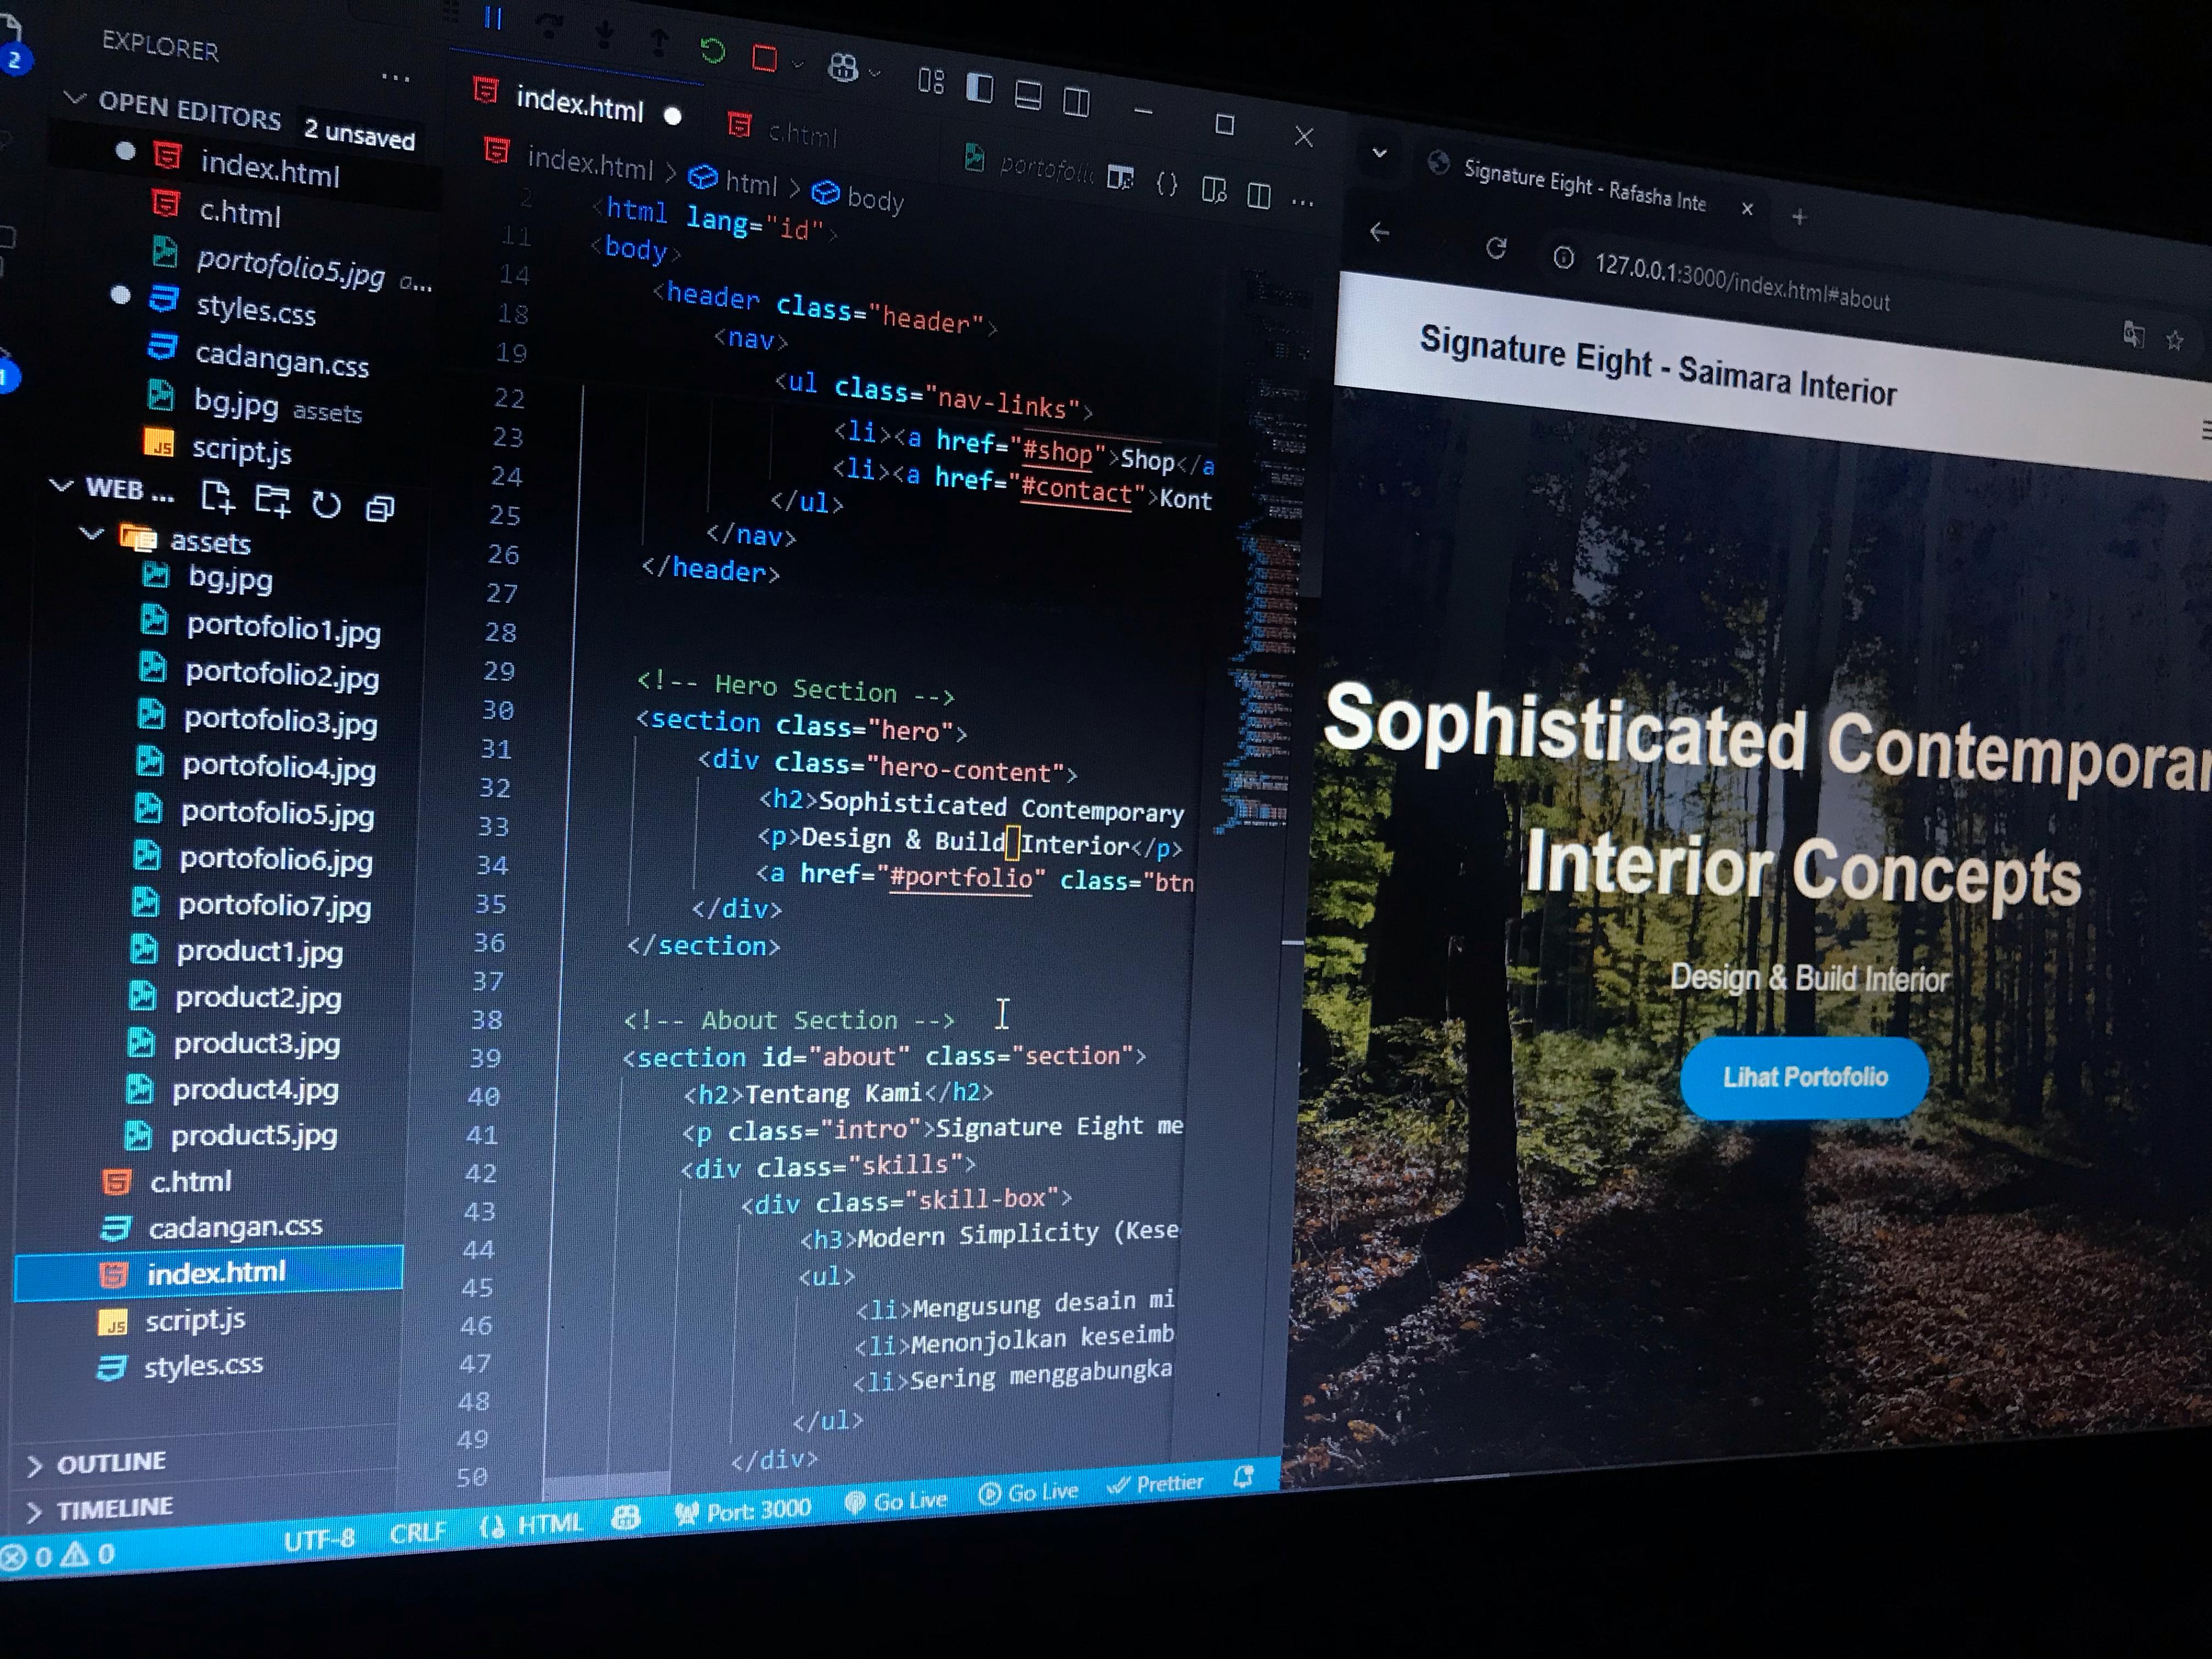 2
EXPLORER
...
OPEN EDITORS 2 unsaved
index.html
c.html
portofolio5.jpg a...
styles.css
cadangan.css
bg.jpg assets
script.js
WEB ...
assets
bg.jpg
portofolio1.jpg
portofolio2.jpg
portofolio3.jpg
portofolio4.jpg
portofolio5.jpg
portofolio6.jpg
portofolio7.jpg
product1.jpg
product2.jpg
product3.jpg
product4.jpg
product5.jpg
c.html
cadangan.css
index.html
JS script.js
styles.css
OUTLINE
TIMELINE
index.html
c.html
index.html > html > body
2 <html lang="id">
11 <body>
14 <header class="header">
18 <nav>
19 <ul class="nav-links">
22 <li><a href="#shop">Shop</a
23 <li><a href="#contact">Kont
24 </ul>
25 </nav>
26 </header>
27
28
29 <!-- Hero Section -->
30 <section class="hero">
31 <div class="hero-content">
32 <h2>Sophisticated Contemporary
33 <p>Design & Build Interior</p>
34 <a href="#portfolio" class="btn
35 </div>
36 </section>
37
38 <!-- About Section -->
39 <section id="about" class="section">
40 <h2>Tentang Kami</h2>
41 <p class="intro">Signature Eight me
42 <div class="skills">
43 <div class="skill-box">
44 <h3>Modern Simplicity (Kese
45 <ul>
46 <li>Mengusung desain mi
47 <li>Menonjolkan keseimb
48 <li>Sering menggabungka
49 </ul>
50 </div>
0 0 UTF-8 CRLF HTML Port: 3000 Go Live Go Live Prettier
Signature Eight - Rafasha Inte
127.0.0.1:3000/index.html#about
Signature Eight - Saimara Interior
Sophisticated Contemporar
Interior Concepts
Design & Build Interior
Lihat Portofolio